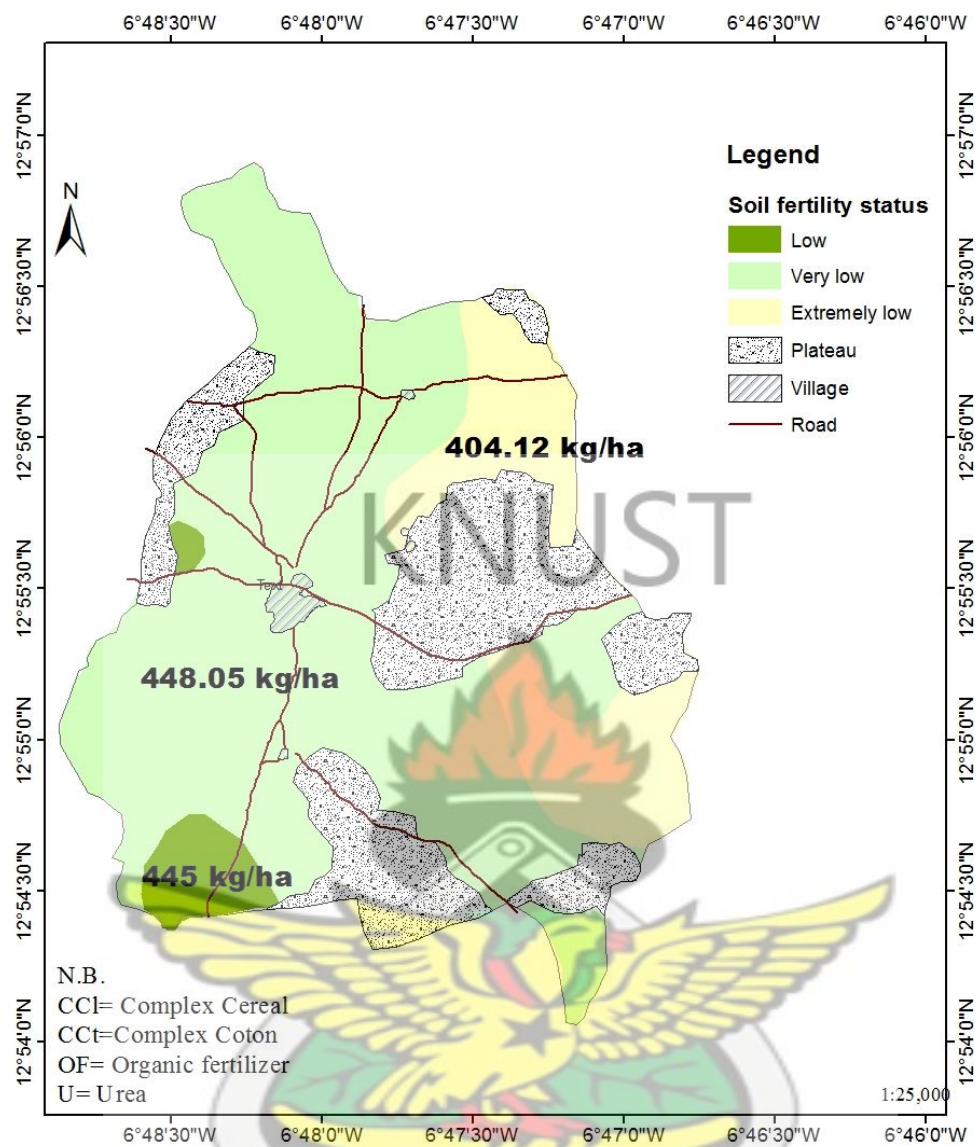 6°48'30"W 6°48'0"W 6°47'30"W 6°47'0"W 6°46'30"W 6°46'0"W
12°57'0"N
12°56'30"N
12°56'0"N
12°55'30"N
12°55'0"N
12°54'30"N
12°54'0"N
N
Legend
Soil fertility status
Low
Very low
Extremely low
Plateau
Village
Road
404.12 kg/ha
KNUST
Text
448.05 kg/ha
445 kg/ha
N.B.
CCl= Complex Cereal
CCt=Complex Coton
OF= Organic fertilizer
U= Urea
1:25,000
12°57'0"N
12°56'30"N
12°56'0"N
12°55'30"N
12°55'0"N
12°54'30"N
12°54'0"N
6°48'30"W 6°48'0"W 6°47'30"W 6°47'0"W 6°46'30"W 6°46'0"W